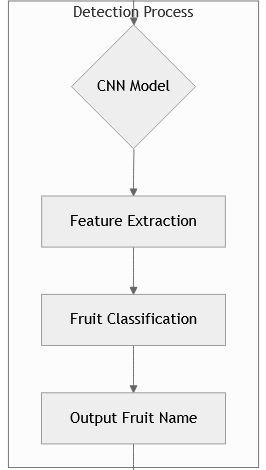 Detection Process
CNN Model
Feature Extraction
Fruit Classification
Output Fruit Name